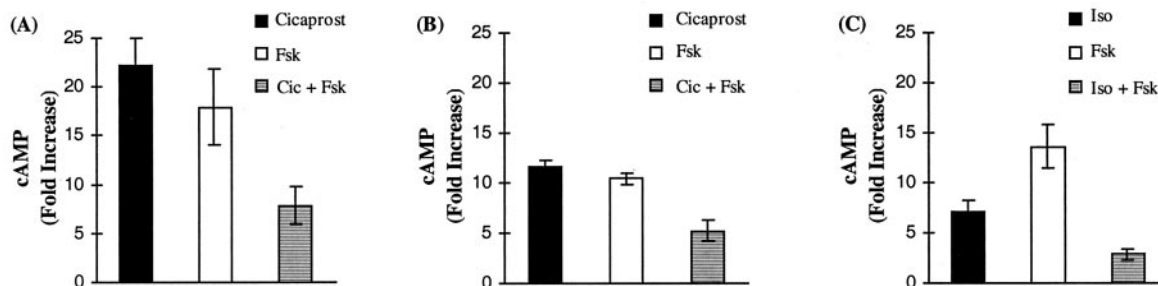 (A)
Cicaprost
Fsk
Cic + Fsk
cAMP
(Fold Increase)
25
20
15
10
5
0
(B)
Cicaprost
Fsk
Cic + Fsk
cAMP
(Fold Increase)
25
20
15
10
5
0
(C)
Iso
Fsk
Iso + Fsk
cAMP
(Fold Increase)
25
20
15
10
5
0